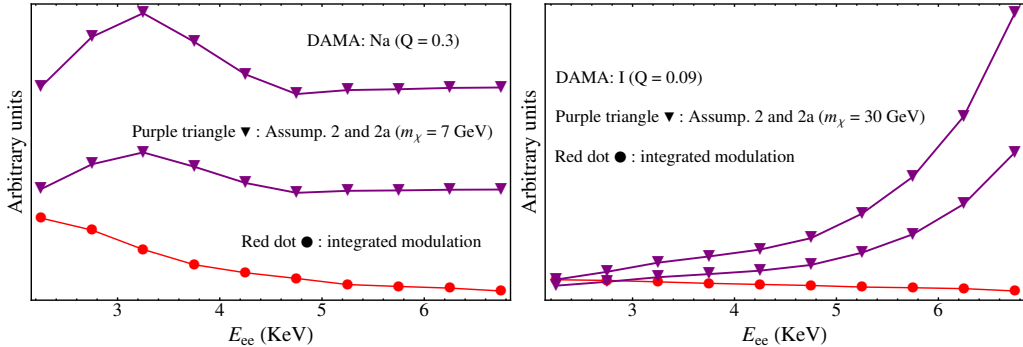 DAMA: Na (Q = 0.3)
Purple triangle ▼ : Assump. 2 and 2a (mχ = 7 GeV)
Red dot ● : integrated modulation
Arbitrary units
3 4 5 6
Eee (KeV)
DAMA: I (Q = 0.09)
Purple triangle ▼ : Assump. 2 and 2a (mχ = 30 GeV)
Red dot ● : integrated modulation
Arbitrary units
3 4 5 6
Eee (KeV)